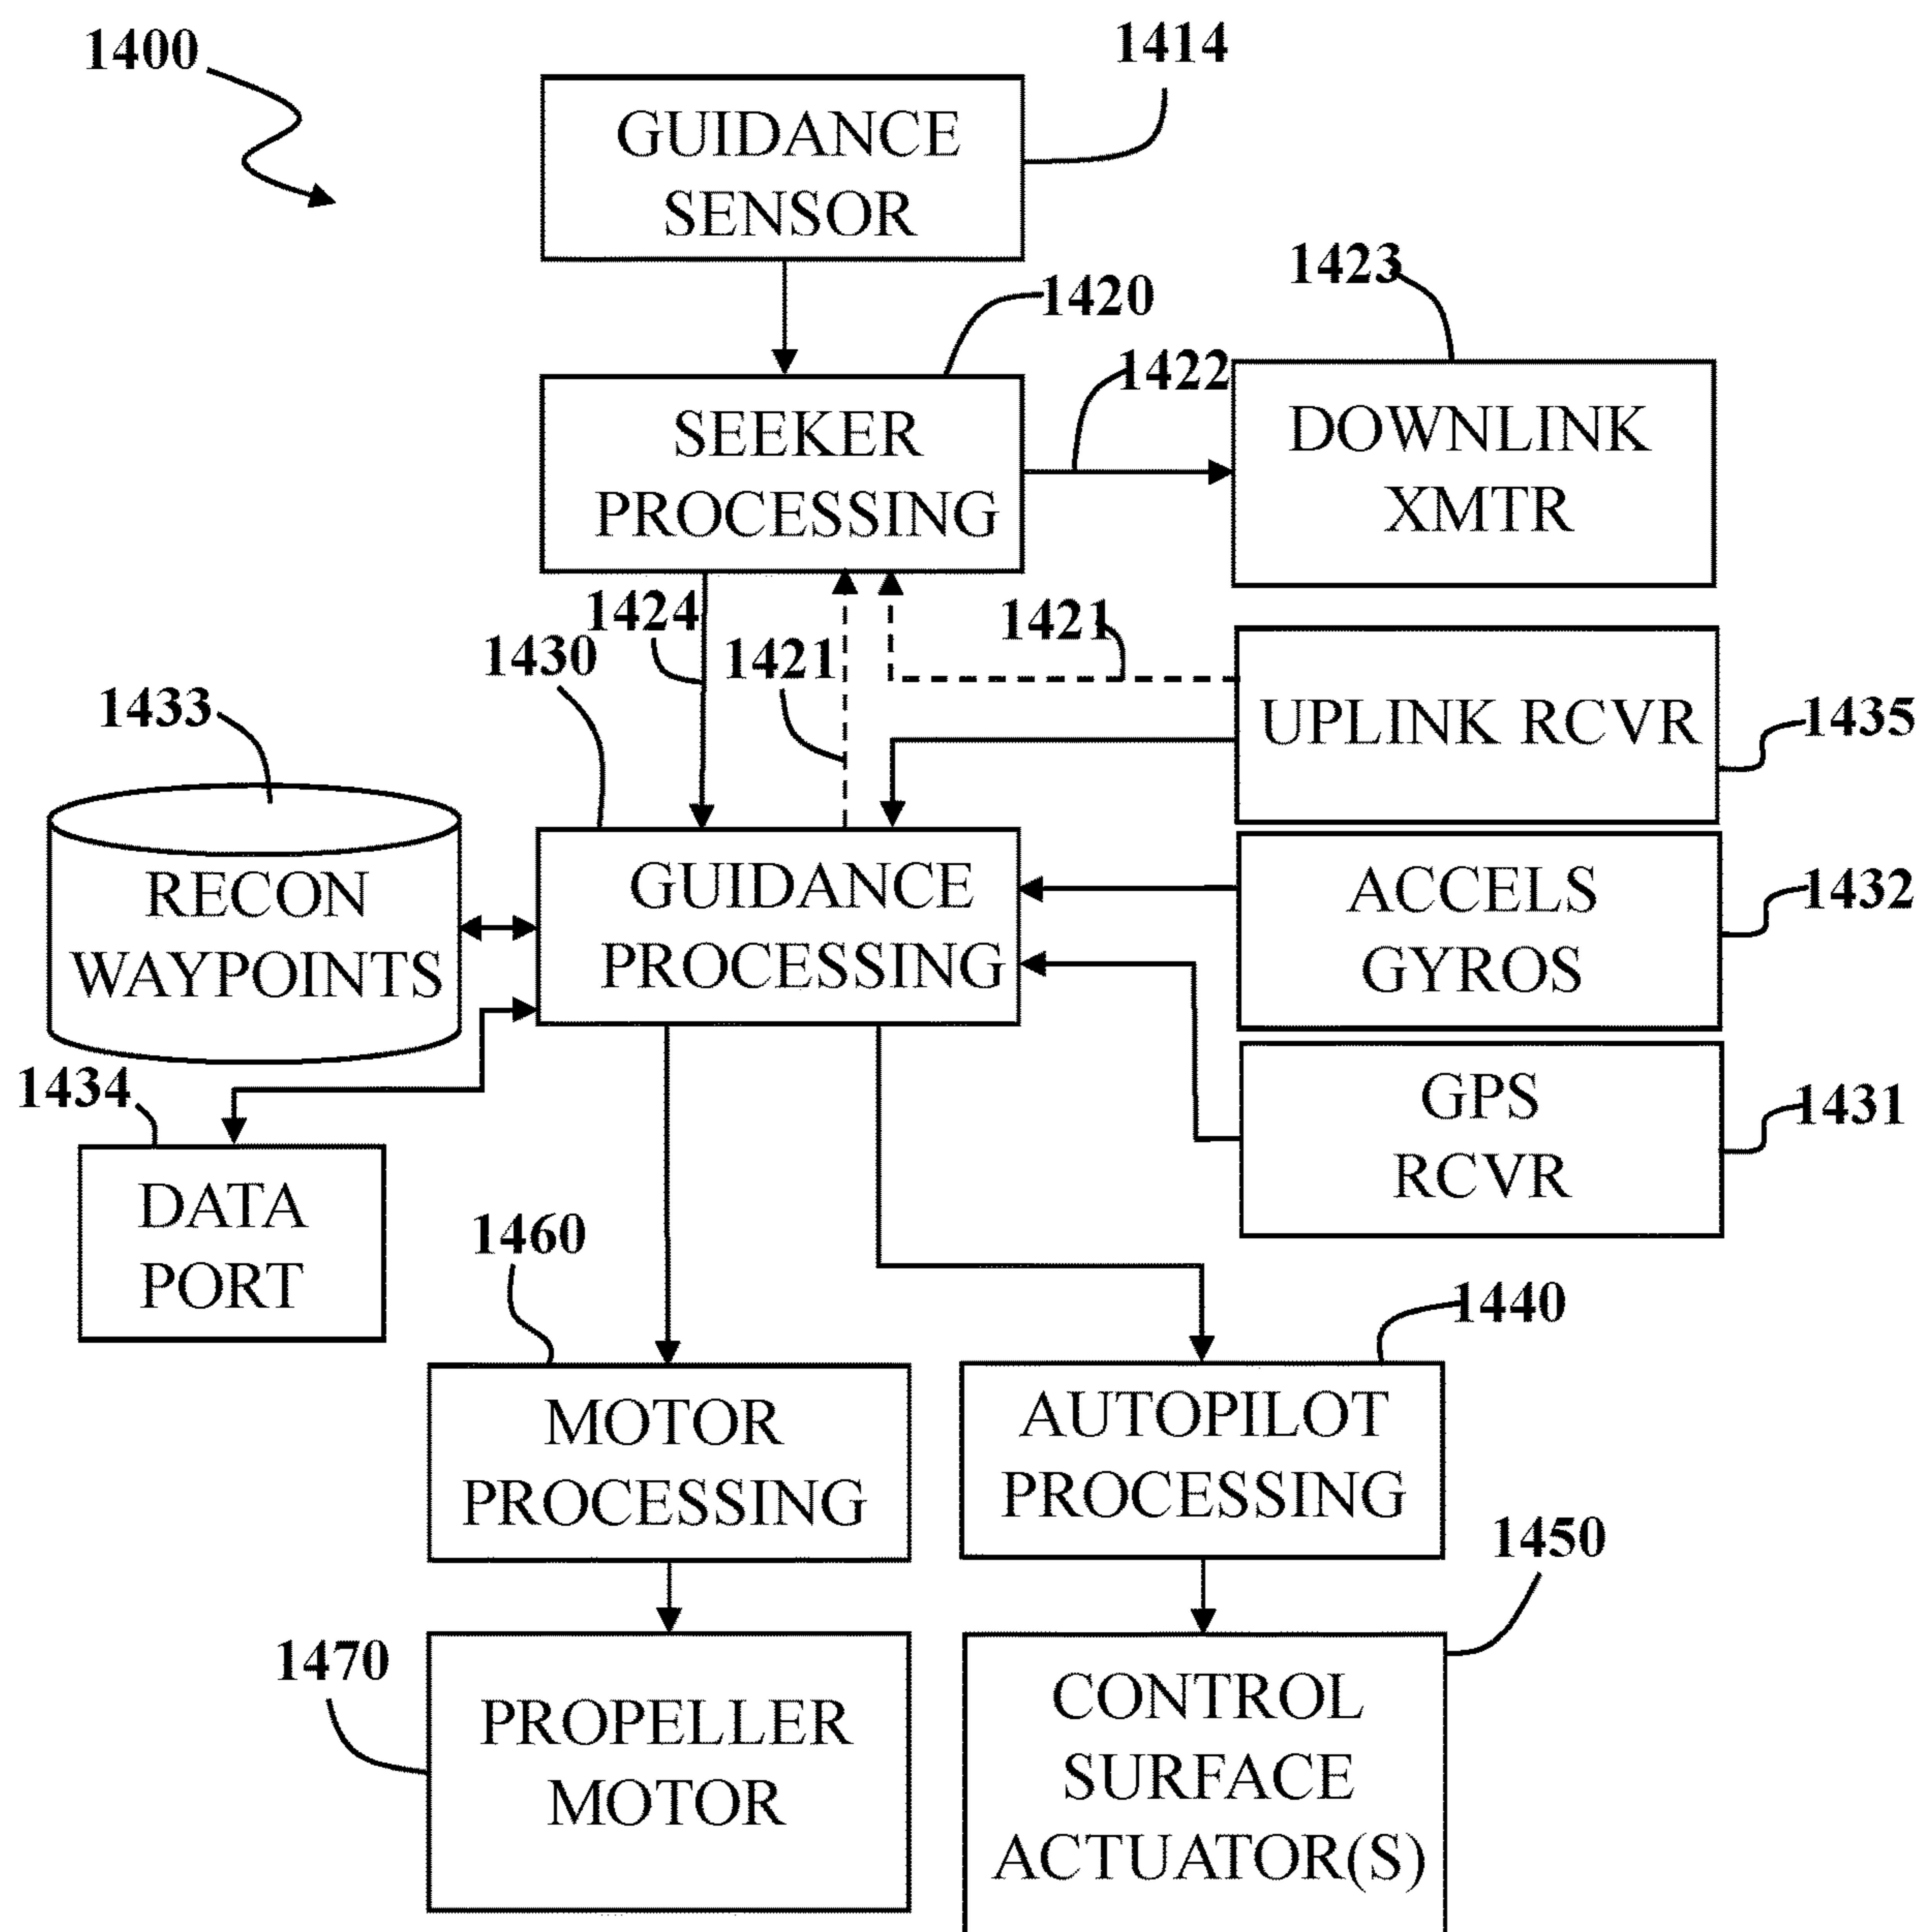 1400
1414
GUIDANCE
SENSOR
1423
1420
1422
SEEKER
PROCESSING
DOWNLINK
XMTR
1424
1421
1421
1430
UPLINK RCVR
1435
1433
RECON
WAYPOINTS
GUIDANCE
PROCESSING
ACCELS
GYROS
1432
1434
DATA
PORT
GPS
RCVR
1431
1460
1440
MOTOR
PROCESSING
AUTOPILOT
PROCESSING
1450
1470
PROPELLER
MOTOR
CONTROL
SURFACE
ACTUATOR(S)